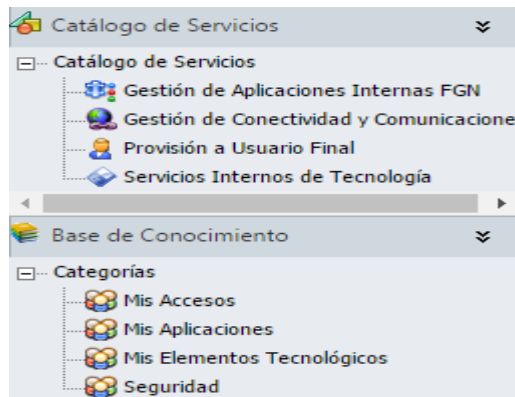 Catálogo de Servicios
Catálogo de Servicios
Gestión de Aplicaciones Internas FGN
Gestión de Conectividad y Comunicacione
Provisión a Usuario Final
Servicios Internos de Tecnología
Base de Conocimiento
Categorías
Mis Accesos
Mis Aplicaciones
Mis Elementos Tecnológicos
Seguridad